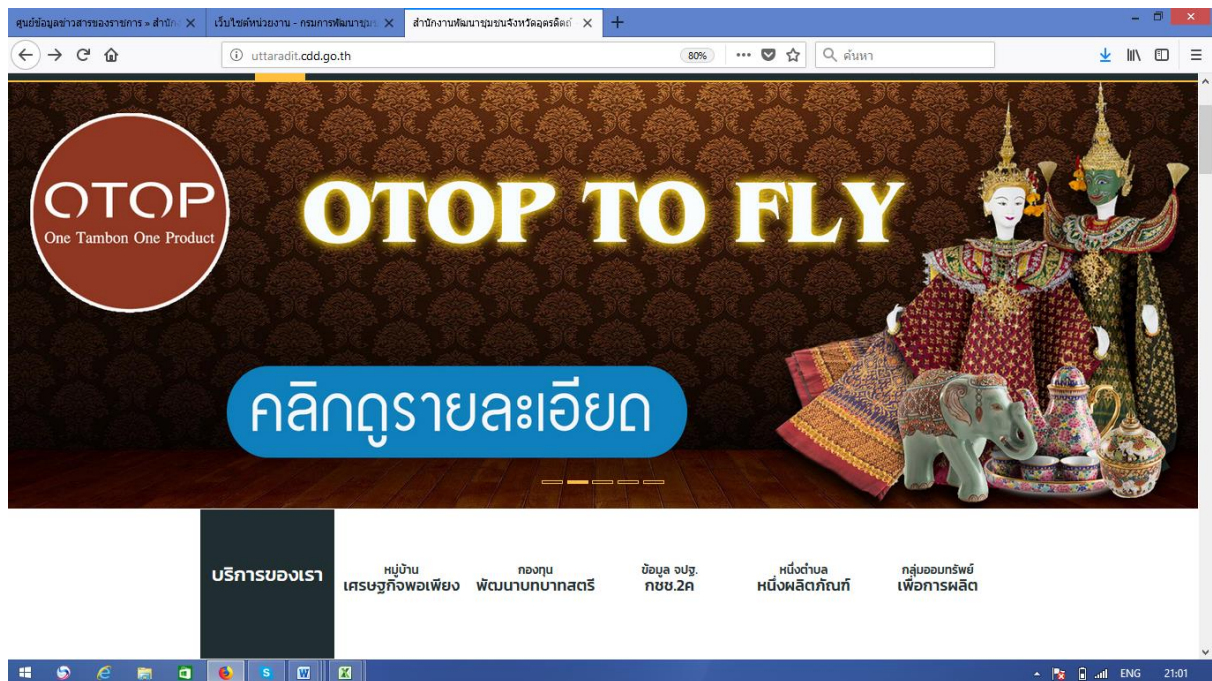 ศูนย์ข้อมูลข่าวสารของราชการ » สำนัก
เว็บไซต์หน่วยงาน - กรมการพัฒนาชุมช
สำนักงานพัฒนาชุมชนจังหวัดอุตรดิตถ์
uttaradit.cdd.go.th
80%
ค้นหา
OTOP
One Tambon One Product
OTOP TO FLY
คลิกดูรายละเอียด
บริการของเรา
หมู่บ้าน
เศรษฐกิจพอเพียง
กองทุน
พัฒนาบทบาทสตรี
ข้อมูล จปฐ.
กชช.2ค
หนึ่งตำบล
หนึ่งผลิตภัณฑ์
กลุ่มออมทรัพย์
เพื่อการผลิต
ENG
21:01